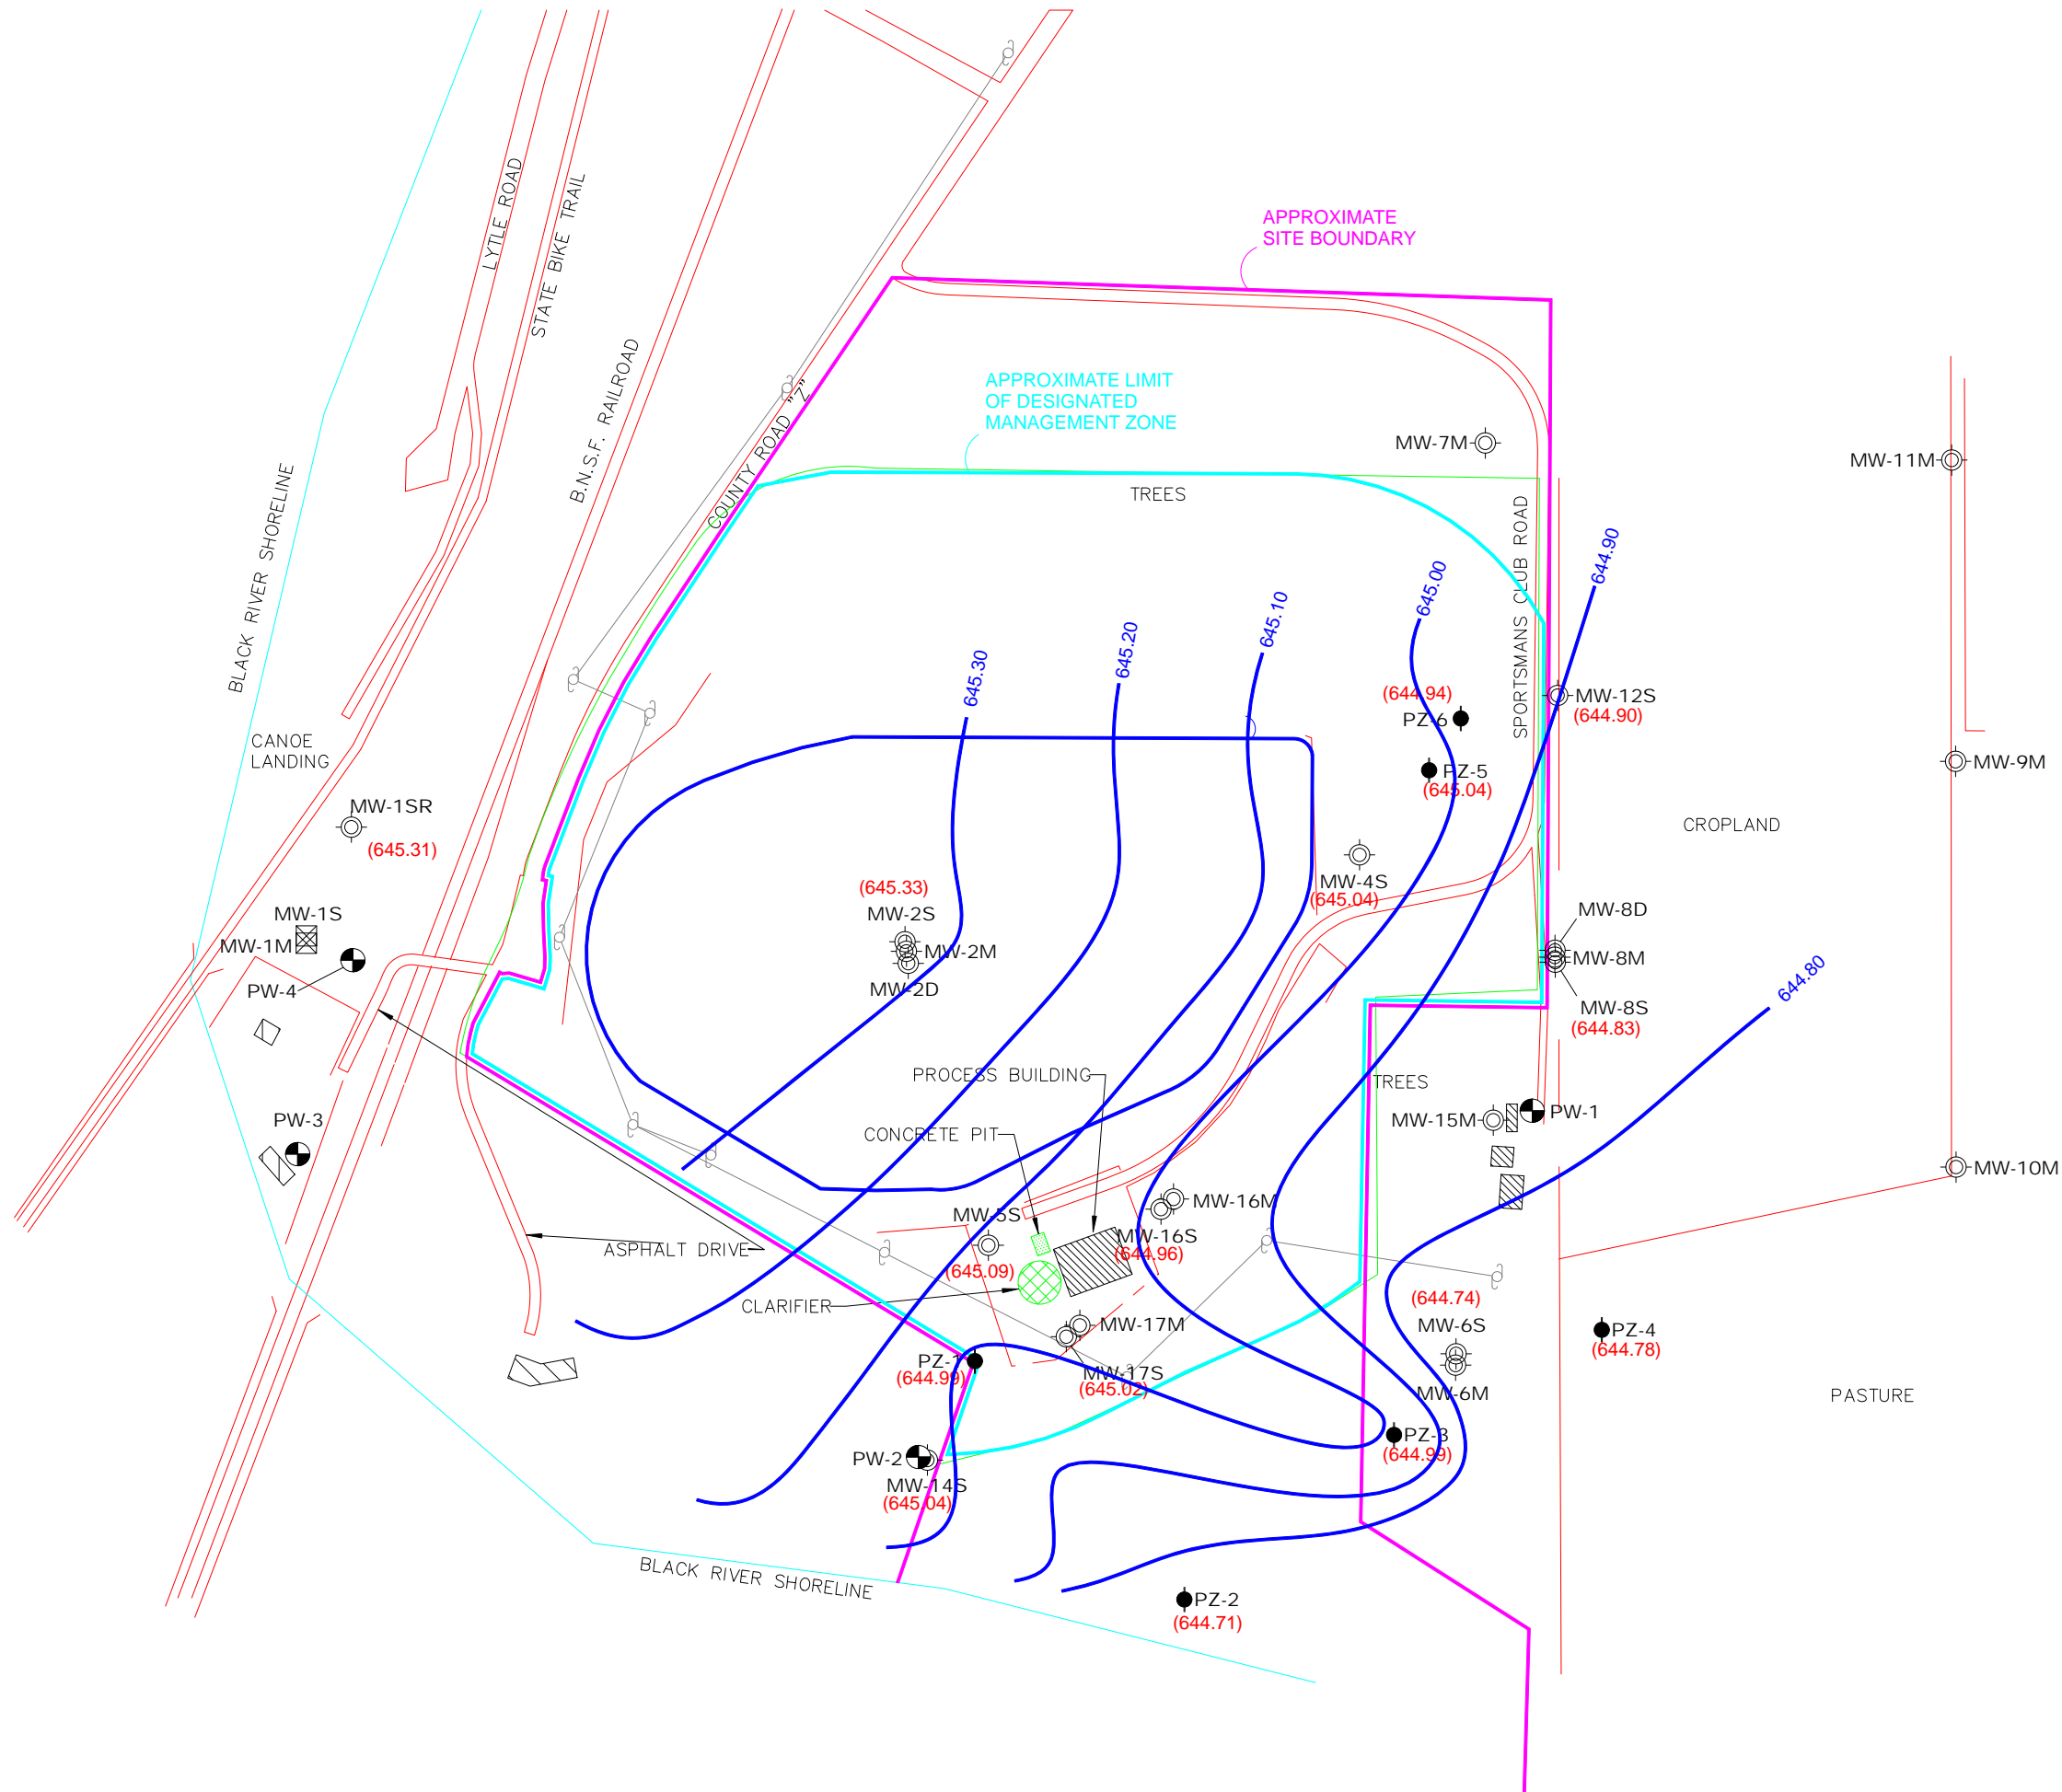 APPROXIMATE
SITE BOUNDARY
LYTLE ROAD
STATE BIKE TRAIL
B.N.S.F. RAILROAD
COUNTY ROAD "Z"
APPROXIMATE LIMIT
OF DESIGNATED
MANAGEMENT ZONE
MW-7M
MW-11M
TREES
BLACK RIVER SHORELINE
SPORTSMANS CLUB ROAD
644.90
645.00
645.10
645.20
645.30
(644.94)
PZ-6
MW-12S
(644.90)
CANOE
LANDING
MW-9M
PZ-5
(645.04)
MW-1SR
(645.31)
CROPLAND
MW-4S
(645.04)
(645.33)
MW-2S
MW-2M
MW-2D
MW-1S
MW-1M
PW-4
MW-8D
MW-8M
MW-8S
(644.83)
644.80
PROCESS BUILDING
TREES
MW-15M
PW-1
PW-3
CONCRETE PIT
MW-10M
MW-16M
MW-16S
(644.96)
MW-5S
(645.09)
ASPHALT DRIVE
CLARIFIER
(644.74)
MW-6S
MW-6M
PZ-4
(644.78)
MW-17M
MW-17S
(645.02)
PZ-1
(644.99)
PASTURE
PZ-3
(644.99)
PW-2
MW-14S
(645.04)
BLACK RIVER SHORELINE
PZ-2
(644.71)